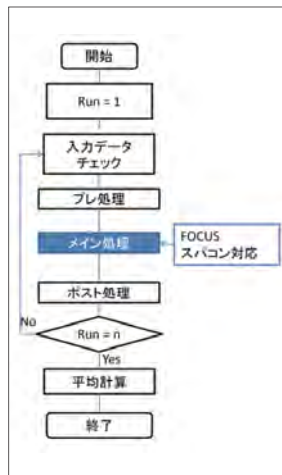 開始
Run = 1
入力データ
チェック
プレ処理
メイン処理
FOCUS
スパコン対応
ポスト処理
No
Run = n
Yes
平均計算
終了